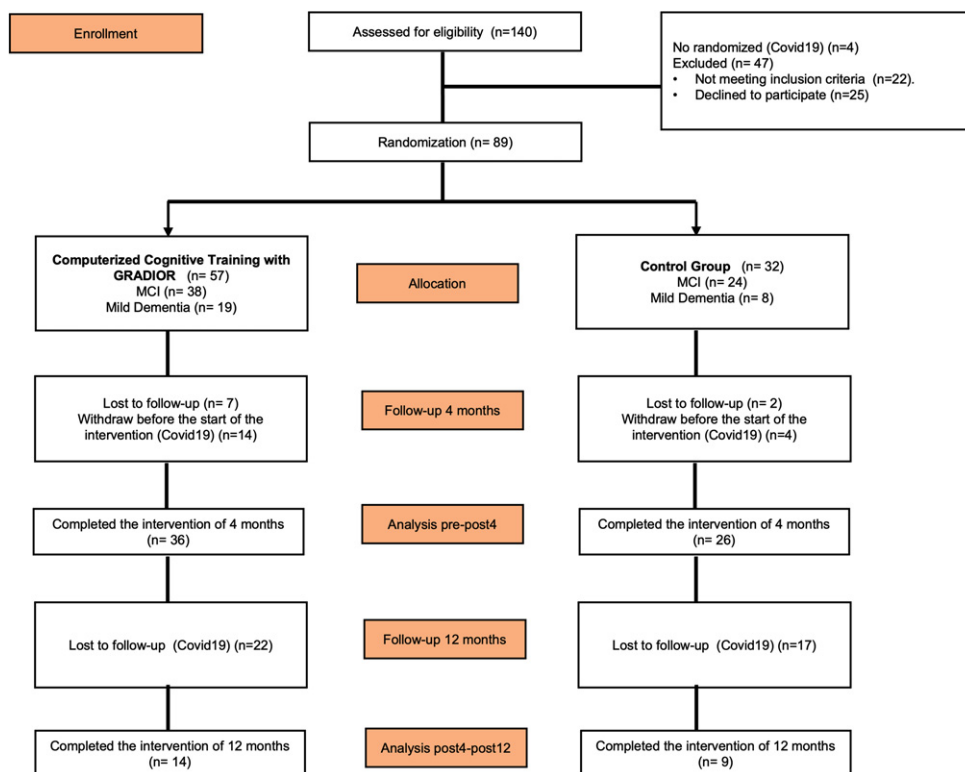 Enrollment
Assessed for eligibility (n=140)
No randomized (Covid19) (n=4)
Excluded (n= 47)
• Not meeting inclusion criteria (n=22).
• Declined to participate (n=25)
Randomization (n= 89)
Computerized Cognitive Training with
GRADIOR (n= 57)
MCI (n= 38)
Mild Dementia (n= 19)
Allocation
Control Group (n= 32)
MCI (n= 24)
Mild Dementia (n= 8)
Lost to follow-up (n= 7)
Withdraw before the start of the
intervention (Covid19) (n=14)
Follow-up 4 months
Lost to follow-up (n= 2)
Withdraw before the start of the
intervention (Covid19) (n=4)
Completed the intervention of 4 months
(n= 36)
Analysis pre-post4
Completed the intervention of 4 months
(n= 26)
Lost to follow-up (Covid19) (n=22)
Follow-up 12 months
Lost to follow-up (Covid19) (n=17)
Completed the intervention of 12 months
(n= 14)
Analysis post4-post12
Completed the intervention of 12 months
(n= 9)